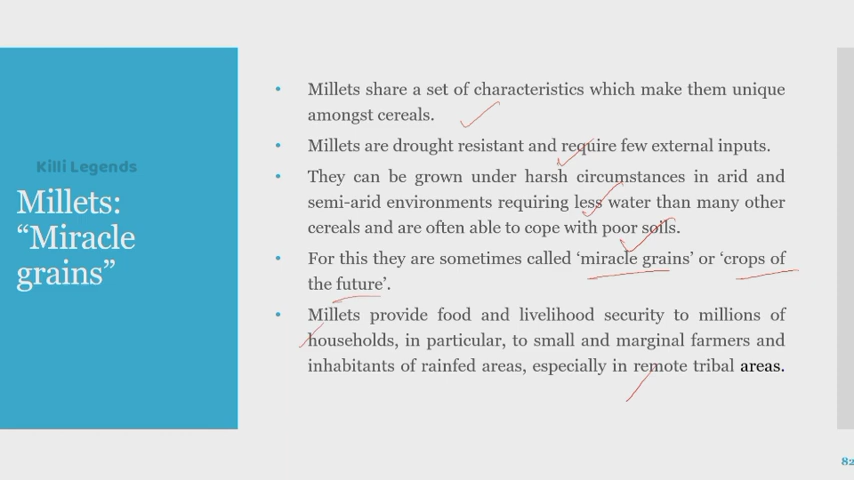 Killi Legends
Millets:
“Miracle
grains”
• Millets share a set of characteristics which make them unique
amongst cereals.
• Millets are drought resistant and require few external inputs.
• They can be grown under harsh circumstances in arid and
semi-arid environments requiring less water than many other
cereals and are often able to cope with poor soils.
• For this they are sometimes called ‘miracle grains’ or ‘crops of
the future’.
• Millets provide food and livelihood security to millions of
households, in particular, to small and marginal farmers and
inhabitants of rainfed areas, especially in remote tribal areas.